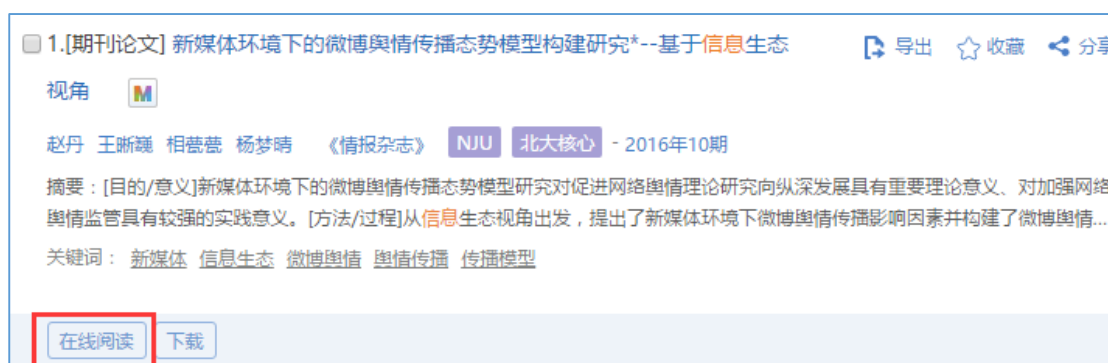 1.[期刊论文] 新媒体环境下的微博舆情传播态势模型构建研究*--基于信息生态 导出 收藏 分享
视角 M
赵丹 王晰巍 相甍甍 杨梦晴 《情报杂志》 NJU 北大核心 - 2016年10期
摘要：[目的/意义]新媒体环境下的微博舆情传播态势模型研究对促进网络舆情理论研究向纵深发展具有重要理论意义、对加强网络
舆情监管具有较强的实践意义。[方法/过程]从信息生态视角出发，提出了新媒体环境下微博舆情传播影响因素并构建了微博舆情...
关键词： 新媒体 信息生态 微博舆情 舆情传播 传播模型
在线阅读 下载